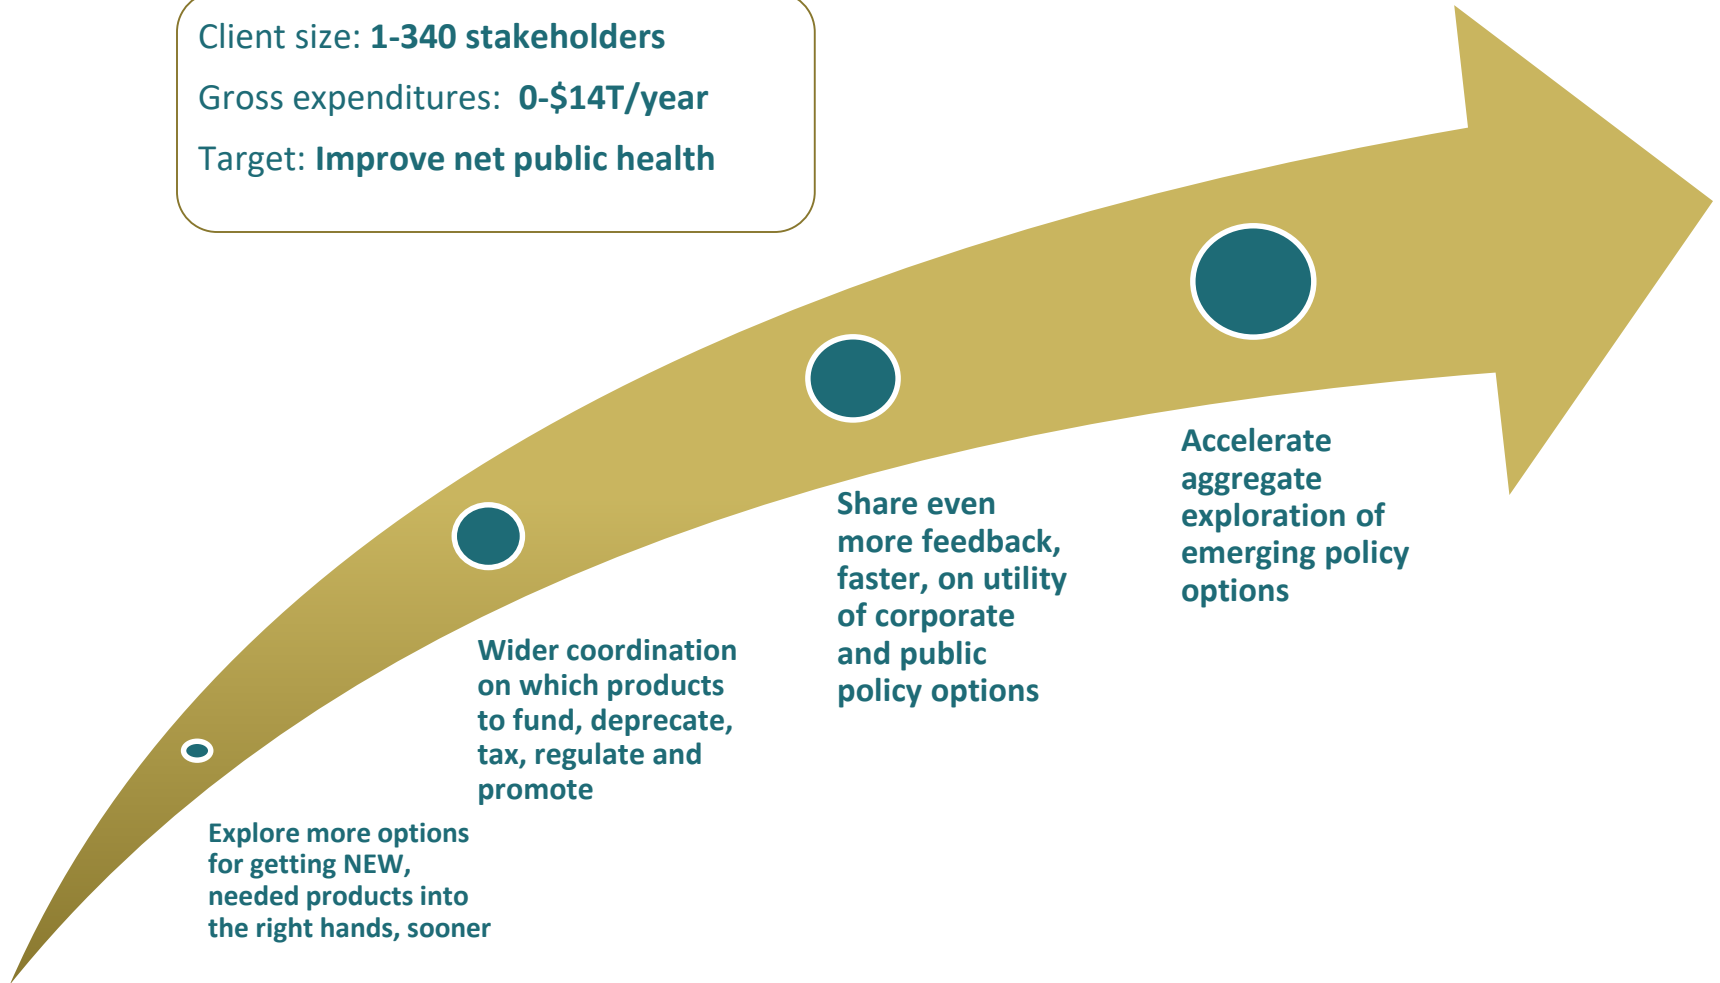 Client size: 1-340 stakeholders
Gross expenditures:  0-$14T/year
Target: Improve net public health
Accelerate
aggregate
exploration of
emerging policy
options
Share even
more feedback,
faster, on utility
of corporate
and public
policy options
Wider coordination
on which products
to fund, deprecate,
tax, regulate and
promote
Explore more options
for getting NEW,
needed products into
the right hands, sooner